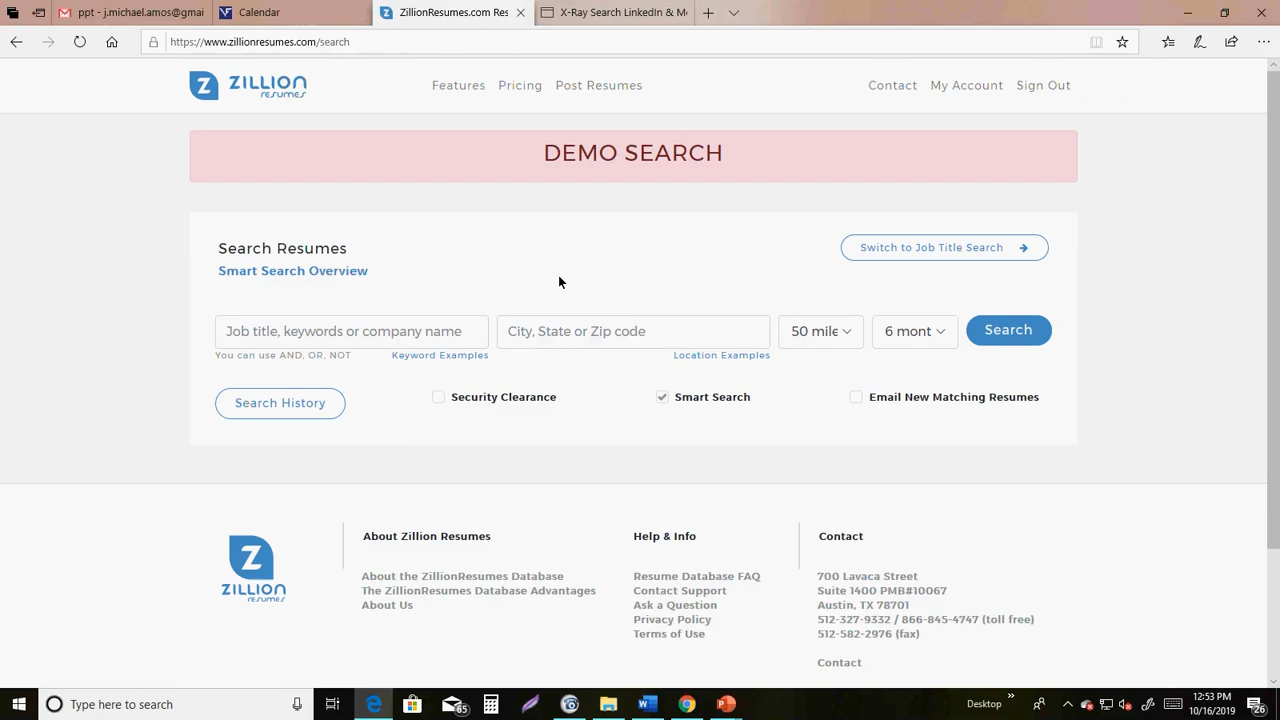 ppt - j.michael.amos@gmai
Calendar
ZillionResumes.com Res
X-Ray Search LinkedIn & M
https://www.zillionresumes.com/search
Z ZILLION
resumes
Features
Pricing
Post Resumes
Contact
My Account
Sign Out
DEMO SEARCH
Search Resumes
Switch to Job Title Search
Smart Search Overview
Job title, keywords or company name
City, State or Zip code
50 mile
6 mont
Search
You can use AND, OR, NOT
Keyword Examples
Location Examples
Search History
Security Clearance
Smart Search
Email New Matching Resumes
Z
ZILLION
resumes
About Zillion Resumes
About the ZillionResumes Database
The ZillionResumes Database Advantages
About Us
Help & Info
Resume Database FAQ
Contact Support
Ask a Question
Privacy Policy
Terms of Use
Contact
700 Lavaca Street
Suite 1400 PMB#10067
Austin, TX 78701
512-327-9332 / 866-845-4747 (toll free)
512-582-2976 (fax)
Contact
Type here to search
65
Desktop
12:53 PM
10/16/2019
26